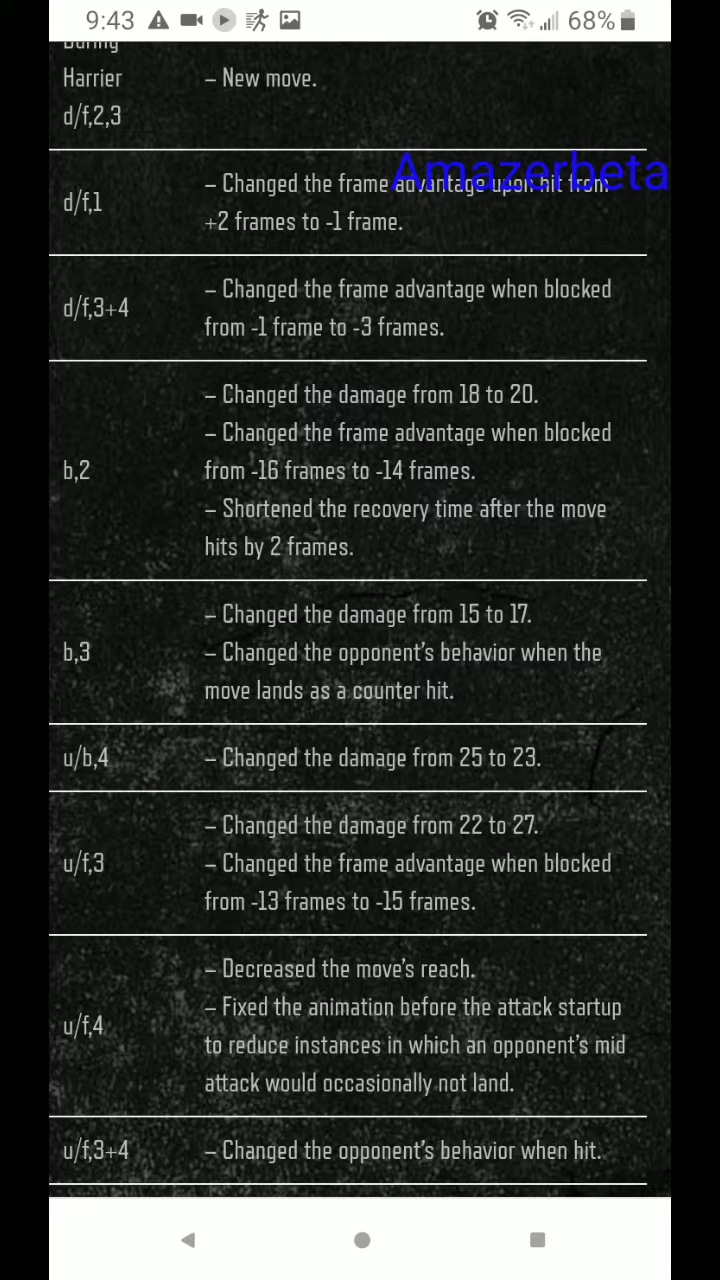 9:43
68%
During
Harrier
d/f,2,3
– New move.
Amazerbeta
d/f,1
– Changed the frame advantage upon hit from
+2 frames to -1 frame.
d/f,3+4
– Changed the frame advantage when blocked
from -1 frame to -3 frames.
b,2
– Changed the damage from 18 to 20.
– Changed the frame advantage when blocked
from -16 frames to -14 frames.
– Shortened the recovery time after the move
hits by 2 frames.
b,3
– Changed the damage from 15 to 17.
– Changed the opponent's behavior when the
move lands as a counter hit.
u/b,4
– Changed the damage from 25 to 23.
u/f,3
– Changed the damage from 22 to 27.
– Changed the frame advantage when blocked
from -13 frames to -15 frames.
u/f,4
– Decreased the move's reach.
– Fixed the animation before the attack startup
to reduce instances in which an opponent's mid
attack would occasionally not land.
u/f,3+4
– Changed the opponent's behavior when hit.